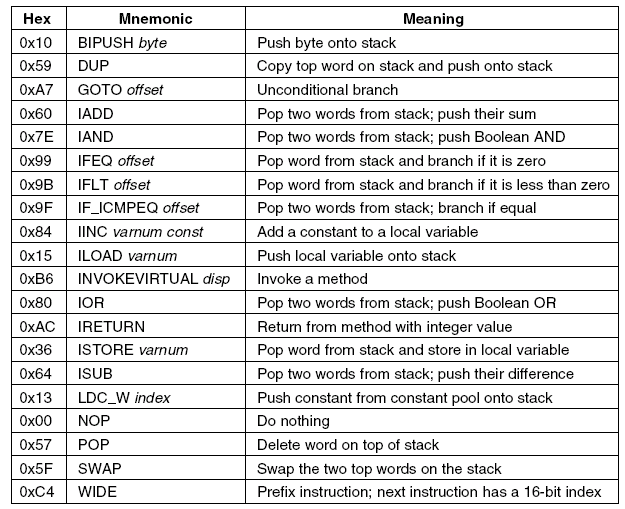 Hex Mnemonic Meaning
0x10 BIPUSH byte Push byte onto stack
0x59 DUP Copy top word on stack and push onto stack
0xA7 GOTO offset Unconditional branch
0x60 IADD Pop two words from stack; push their sum
0x7E IAND Pop two words from stack; push Boolean AND
0x99 IFEQ offset Pop word from stack and branch if it is zero
0x9B IFLT offset Pop word from stack and branch if it is less than zero
0x9F IF_ICMPEQ offset Pop two words from stack; branch if equal
0x84 IINC varnum const Add a constant to a local variable
0x15 ILOAD varnum Push local variable onto stack
0xB6 INVOKEVIRTUAL disp Invoke a method
0x80 IOR Pop two words from stack; push Boolean OR
0xAC IRETURN Return from method with integer value
0x36 ISTORE varnum Pop word from stack and store in local variable
0x64 ISUB Pop two words from stack; push their difference
0x13 LDC_W index Push constant from constant pool onto stack
0x00 NOP Do nothing
0x57 POP Delete word on top of stack
0x5F SWAP Swap the two top words on the stack
0xC4 WIDE Prefix instruction; next instruction has a 16-bit index